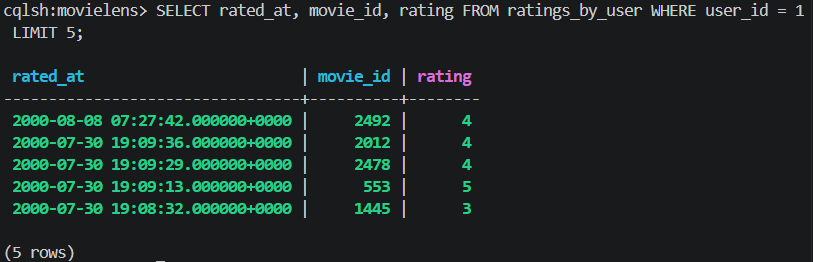 cqlsh:movielens> SELECT rated_at, movie_id, rating FROM ratings_by_user WHERE user_id = 1
 LIMIT 5;
 rated_at                        | movie_id | rating
---------------------------------+----------+--------
 2000-08-08 07:27:42.000000+0000 |     2492 |      4
 2000-07-30 19:09:36.000000+0000 |     2012 |      4
 2000-07-30 19:09:29.000000+0000 |     2478 |      4
 2000-07-30 19:09:13.000000+0000 |      553 |      5
 2000-07-30 19:08:32.000000+0000 |     1445 |      3
(5 rows)